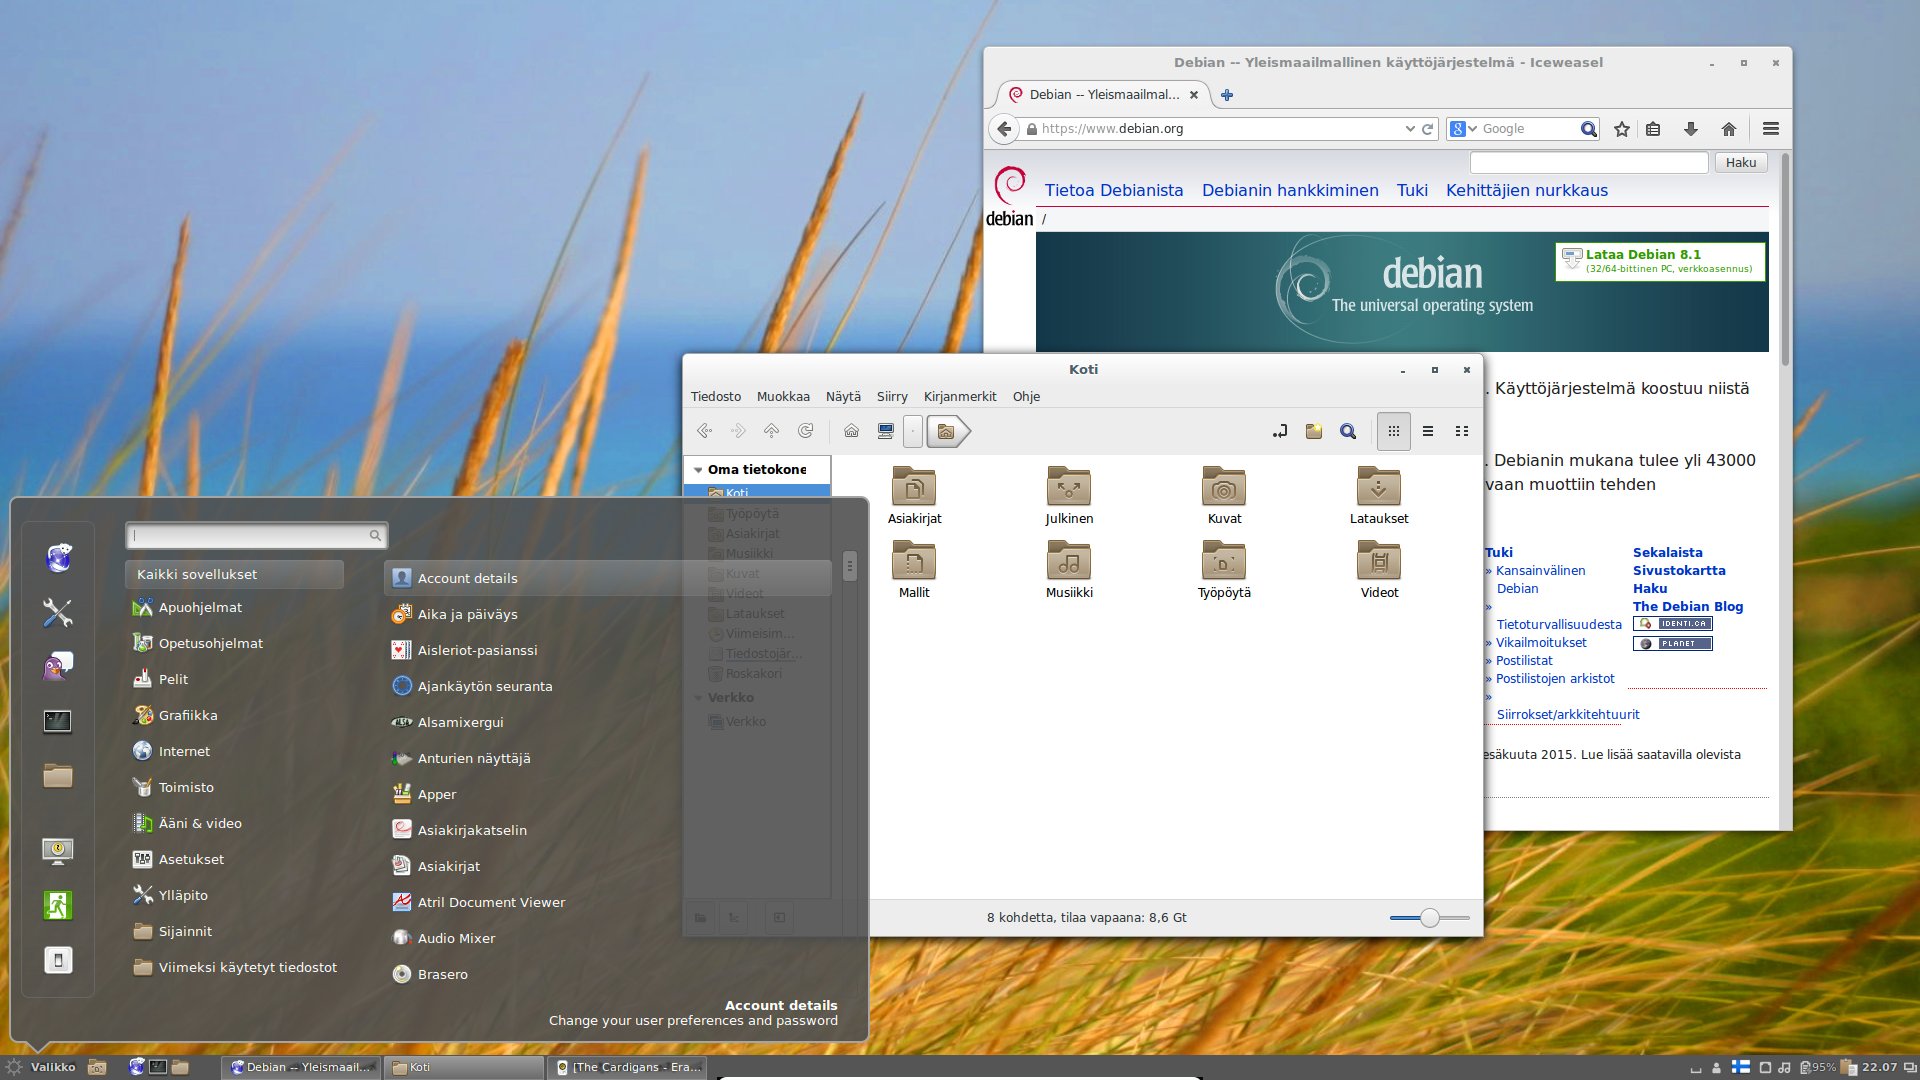 Debian -- Yleismaailmallinen käyttöjärjestelmä - Iceweasel
Debian -- Yleismaailmal...
https://www.debian.org
Google
Haku
Tietoa Debianista Debianin hankkiminen Tuki Kehittäjien nurkkaus
debian /
debian
The universal operating system
Lataa Debian 8.1
(32/64-bittinen PC, verkkoasennus)
. Käyttöjärjestelmä koostuu niistä
. Debianin mukana tulee yli 43000
vaan muottiin tehden
Tuki
» Kansainvälinen
Debian
»
Tietoturvallisuudesta
» Vikailmoitukset
» Postilistat
» Postilistojen arkistot
»
Siirrokset/arkkitehtuurit
Sekalaista
Sivustokartta
Haku
The Debian Blog
IDENTI.CA
PLANET
esäkuuta 2015. Lue lisää saatavilla olevista
Koti
Tiedosto Muokkaa Näytä Siirry Kirjanmerkit Ohje
Oma tietokone
Koti
Työpöytä
Asiakirjat
Musiikki
Kuvat
Videot
Lataukset
Viimeisim...
Tiedostojär...
Roskakori
Verkko
Verkko
Asiakirjat Julkinen Kuvat Lataukset
Mallit Musiikki Työpöytä Videot
8 kohdetta, tilaa vapaana: 8,6 Gt
Kaikki sovellukset
Apuohjelmat
Opetusohjelmat
Pelit
Grafiikka
Internet
Toimisto
Ääni & video
Asetukset
Ylläpito
Sijainnit
Viimeksi käytetyt tiedostot
Account details
Aika ja päiväys
Aisleriot-pasianssi
Ajankäytön seuranta
Alsamixergui
Anturien näyttäjä
Apper
Asiakirjakatselin
Asiakirjat
Atril Document Viewer
Audio Mixer
Brasero
Account details
Change your user preferences and password
Valikko
Debian -- Yleismaail...
Koti
[The Cardigans - Era...
95%
22.07